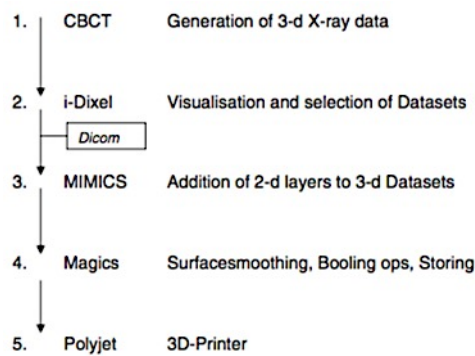 1. CBCT Generation of 3-d X-ray data
2. i-Dixel Visualisation and selection of Datasets
Dicom
3. MIMICS Addition of 2-d layers to 3-d Datasets
4. Magics Surfacesmoothing, Booling ops, Storing
5. Polyjet 3D-Printer